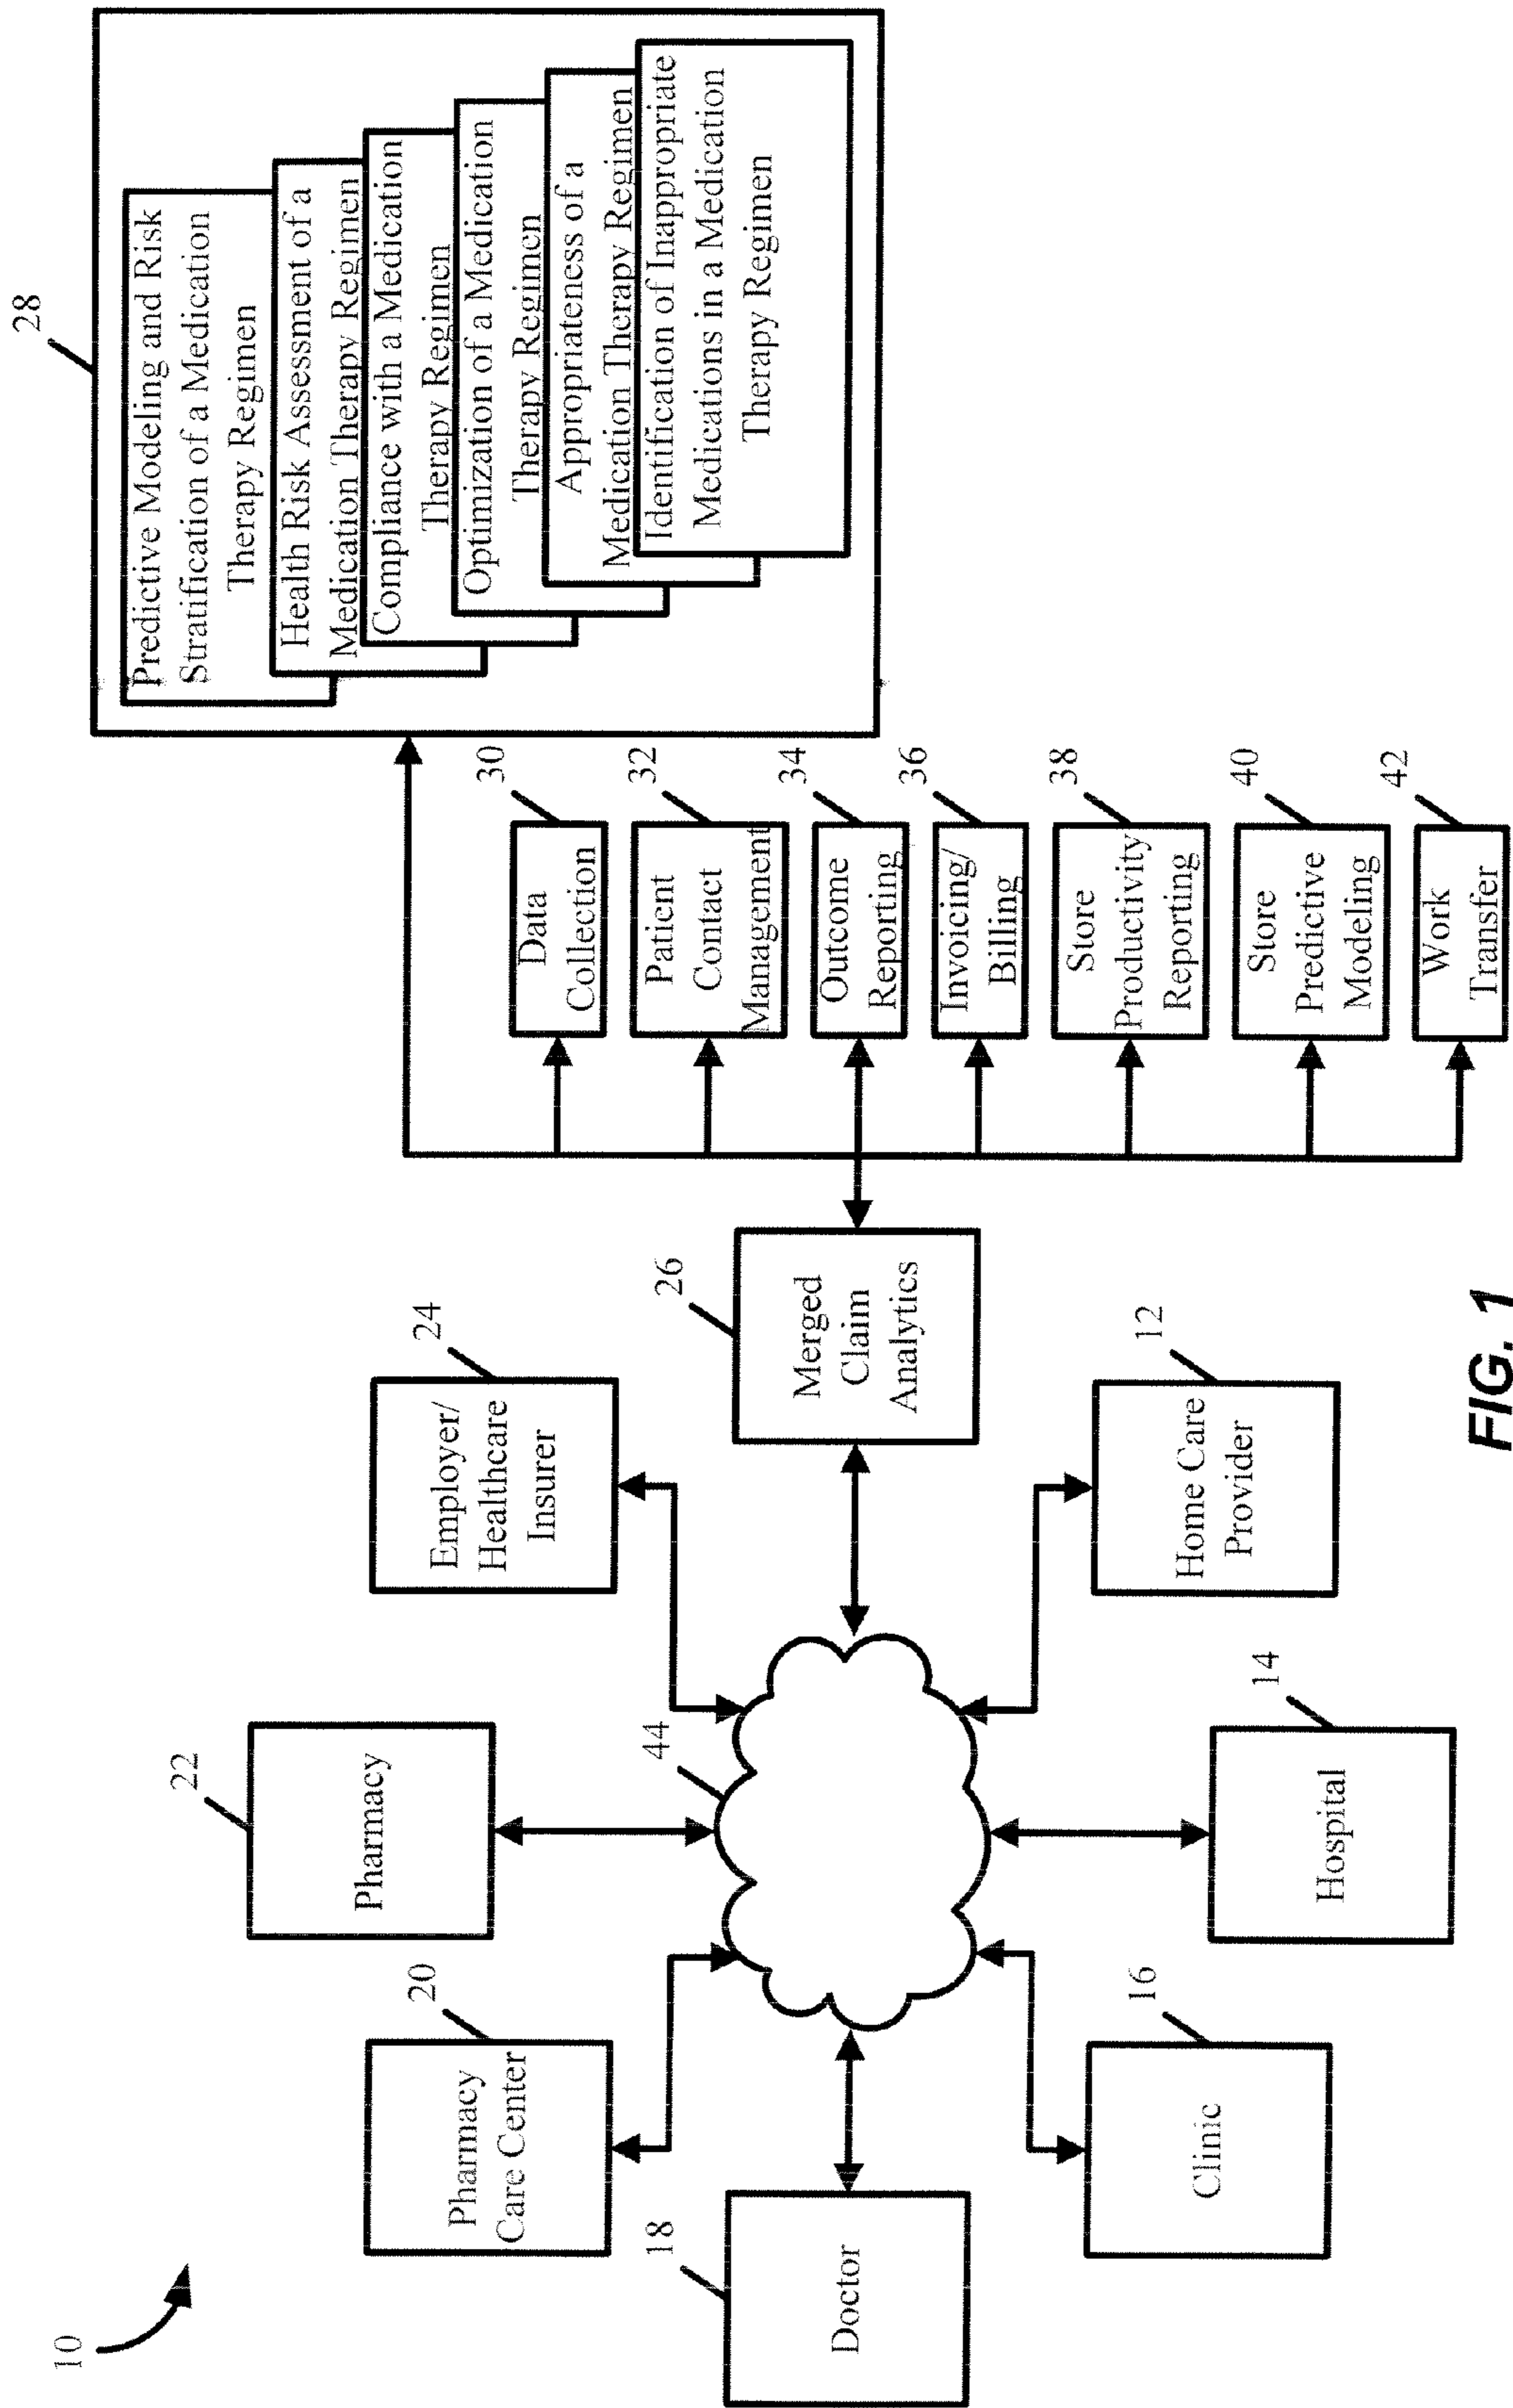 10
18
Doctor
20
Pharmacy
Care Center
22
Pharmacy
24
Employer/
Healthcare
Insurer
44
16
Clinic
14
Hospital
12
Home Care
Provider
26
Merged
Claim
Analytics
28
Predictive Modeling and Risk
Stratification of a Medication
Therapy Regimen
Health Risk Assessment of a
Medication Therapy Regimen
Compliance with a Medication
Therapy Regimen
Optimization of a Medication
Therapy Regimen
Appropriateness of a
Medication Therapy Regimen
Identification of Inappropriate
Medications in a Medication
Therapy Regimen
30
Data
Collection
32
Patient
Contact
Management
34
Outcome
Reporting
36
Invoicing/
Billing
38
Store
Productivity
Reporting
40
Store
Predictive
Modeling
42
Work
Transfer
FIG. 1